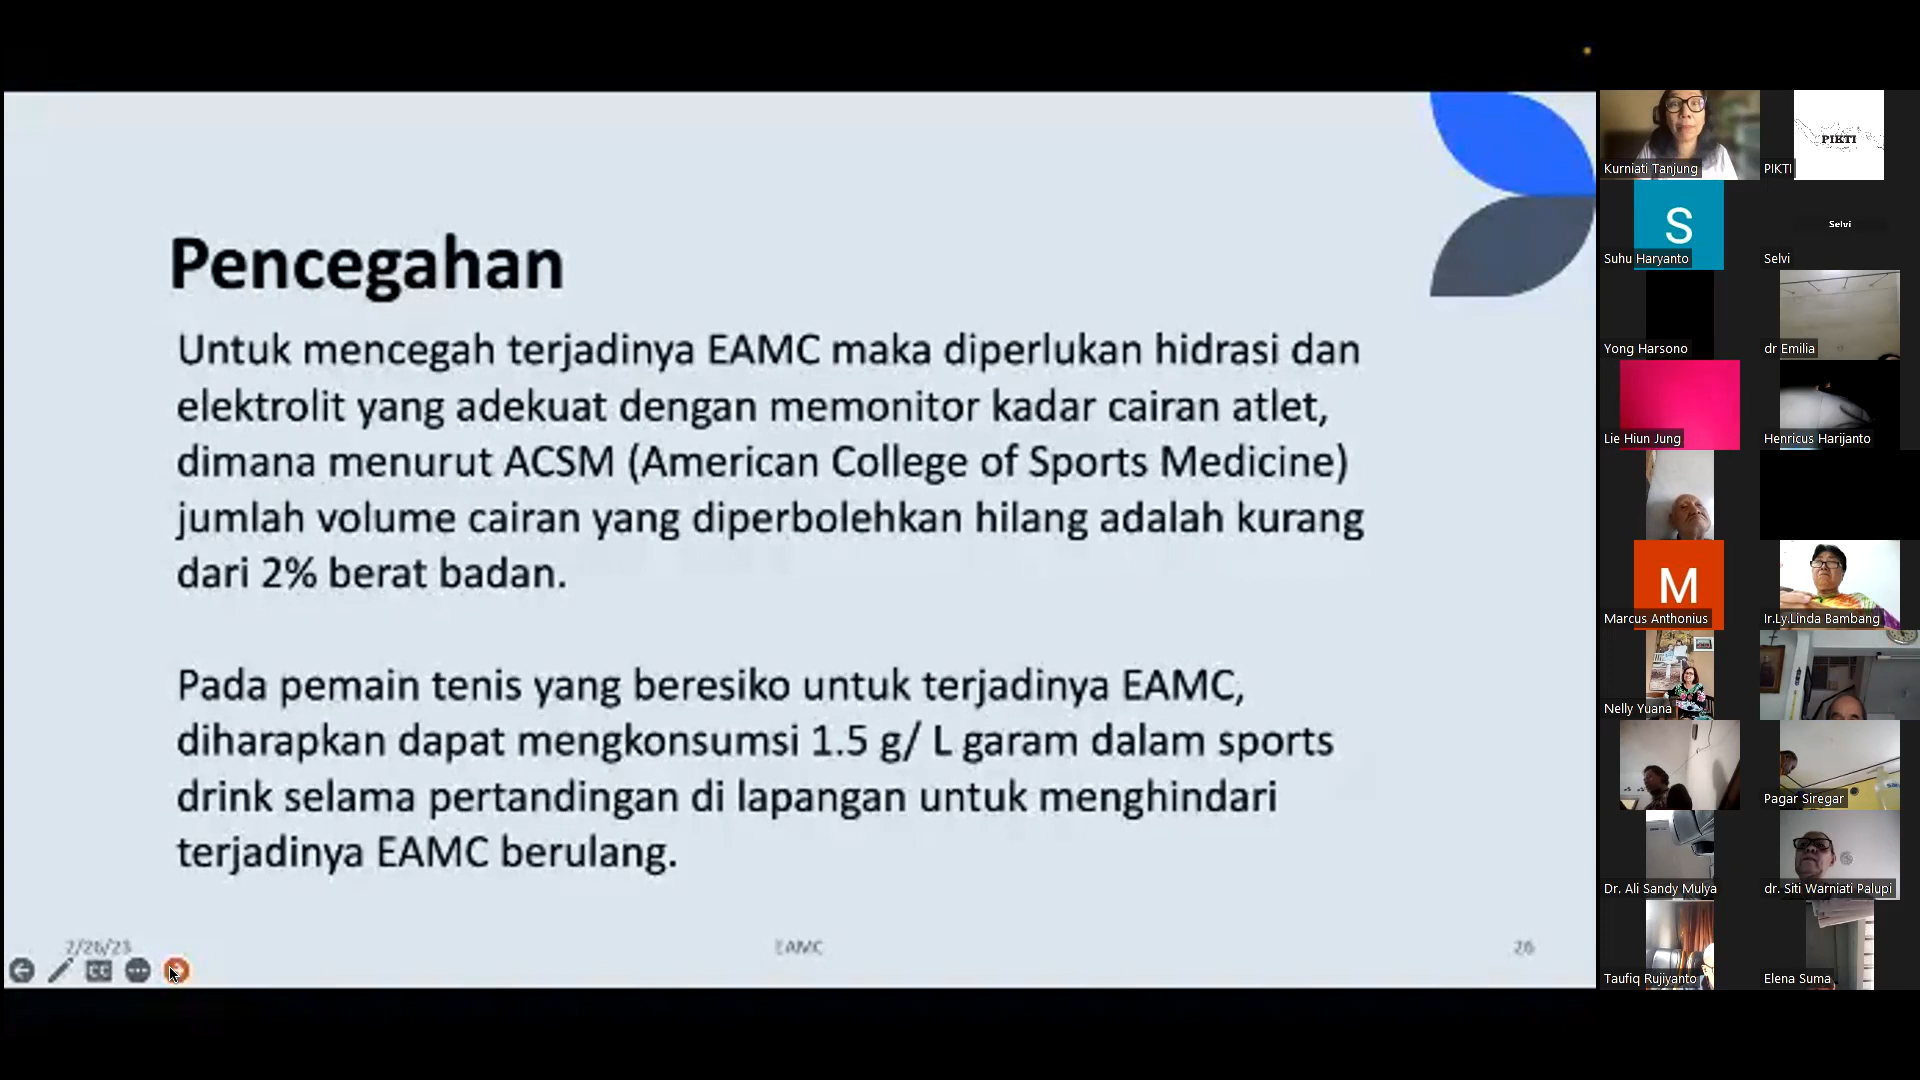 Pencegahan
Untuk mencegah terjadinya EAMC maka diperlukan hidrasi dan
elektrolit yang adekuat dengan memonitor kadar cairan atlet,
dimana menurut ACSM (American College of Sports Medicine)
jumlah volume cairan yang diperbolehkan hilang adalah kurang
dari 2% berat badan.
Pada pemain tenis yang beresiko untuk terjadinya EAMC,
diharapkan dapat mengkonsumsi 1.5 g/ L garam dalam sports
drink selama pertandingan di lapangan untuk menghindari
terjadinya EAMC berulang.
2/26/23
EAMC
26
CC
Kurniati Tanjung
PIKTI
PIKTI
S
Suhu Haryanto
Selvi
Selvi
Yong Harsono
dr Emilia
Lie Hiun Jung
Henricus Harijanto
M
Marcus Anthonius
Ir.Ly.Linda Bambang
Nelly Yuana
Pagar Siregar
Dr. Ali Sandy Mulya
dr. Siti Warniati Palupi
Taufiq Rujiyanto
Elena Suma